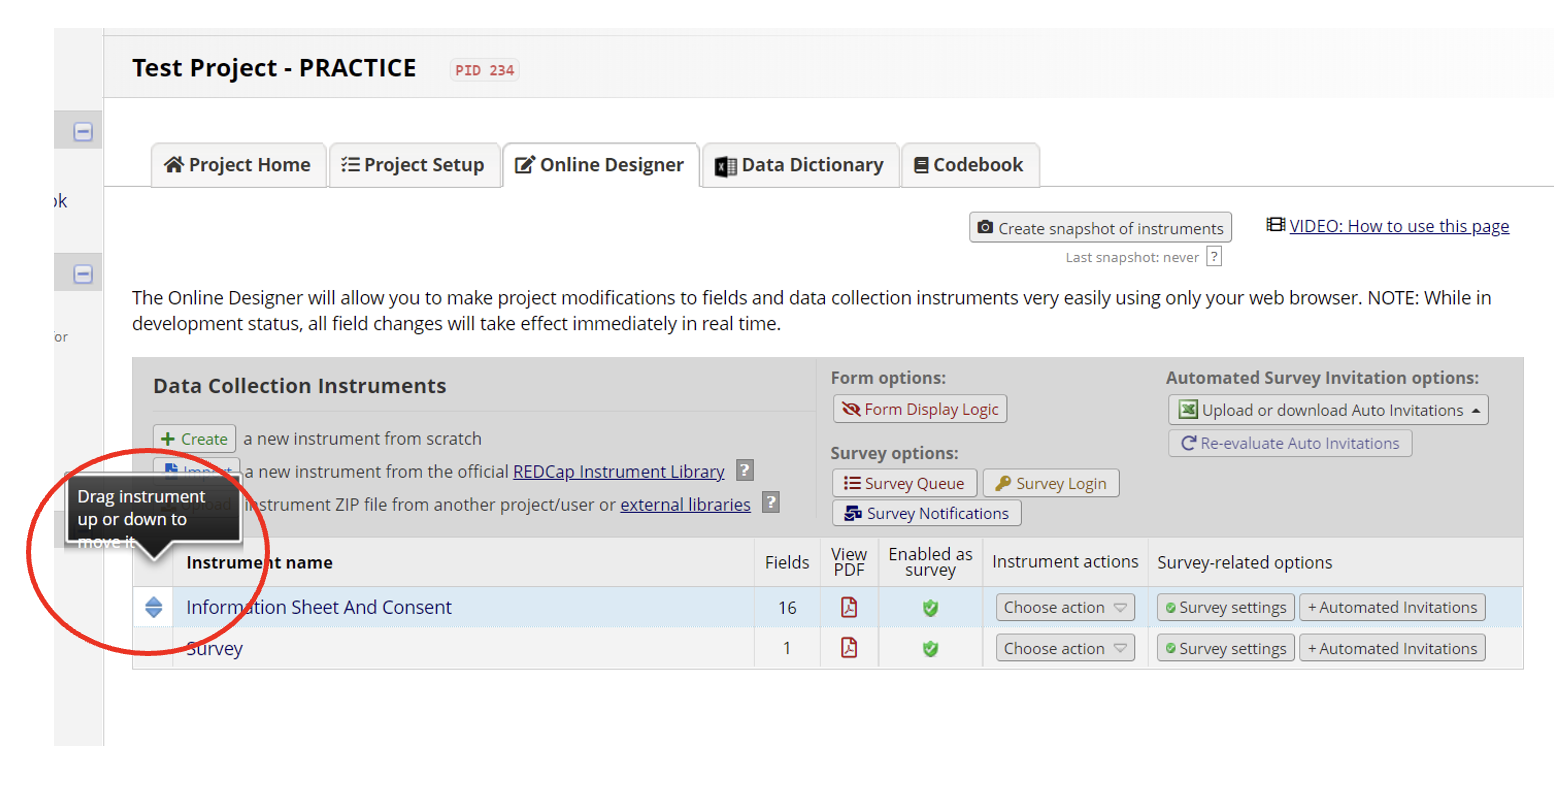 Test Project - PRACTICE PID 234
ok
or
Project Home Project Setup Online Designer Data Dictionary Codebook
Create snapshot of instruments VIDEO: How to use this page
Last snapshot: never ?
The Online Designer will allow you to make project modifications to fields and data collection instruments very easily using only your web browser. NOTE: While in
development status, all field changes will take effect immediately in real time.
Data Collection Instruments
+ Create a new instrument from scratch
Import a new instrument from the official REDCap Instrument Library ?
Upload instrument ZIP file from another project/user or external libraries ?
Drag instrument
up or down to
move it
Form options:
Form Display Logic
Survey options:
Survey Queue Survey Login
Survey Notifications
Automated Survey Invitation options:
Upload or download Auto Invitations
Re-evaluate Auto Invitations
Instrument name Fields View PDF Enabled as survey Instrument actions Survey-related options
Information Sheet And Consent 16 Choose action Survey settings + Automated Invitations
Survey 1 Choose action Survey settings + Automated Invitations